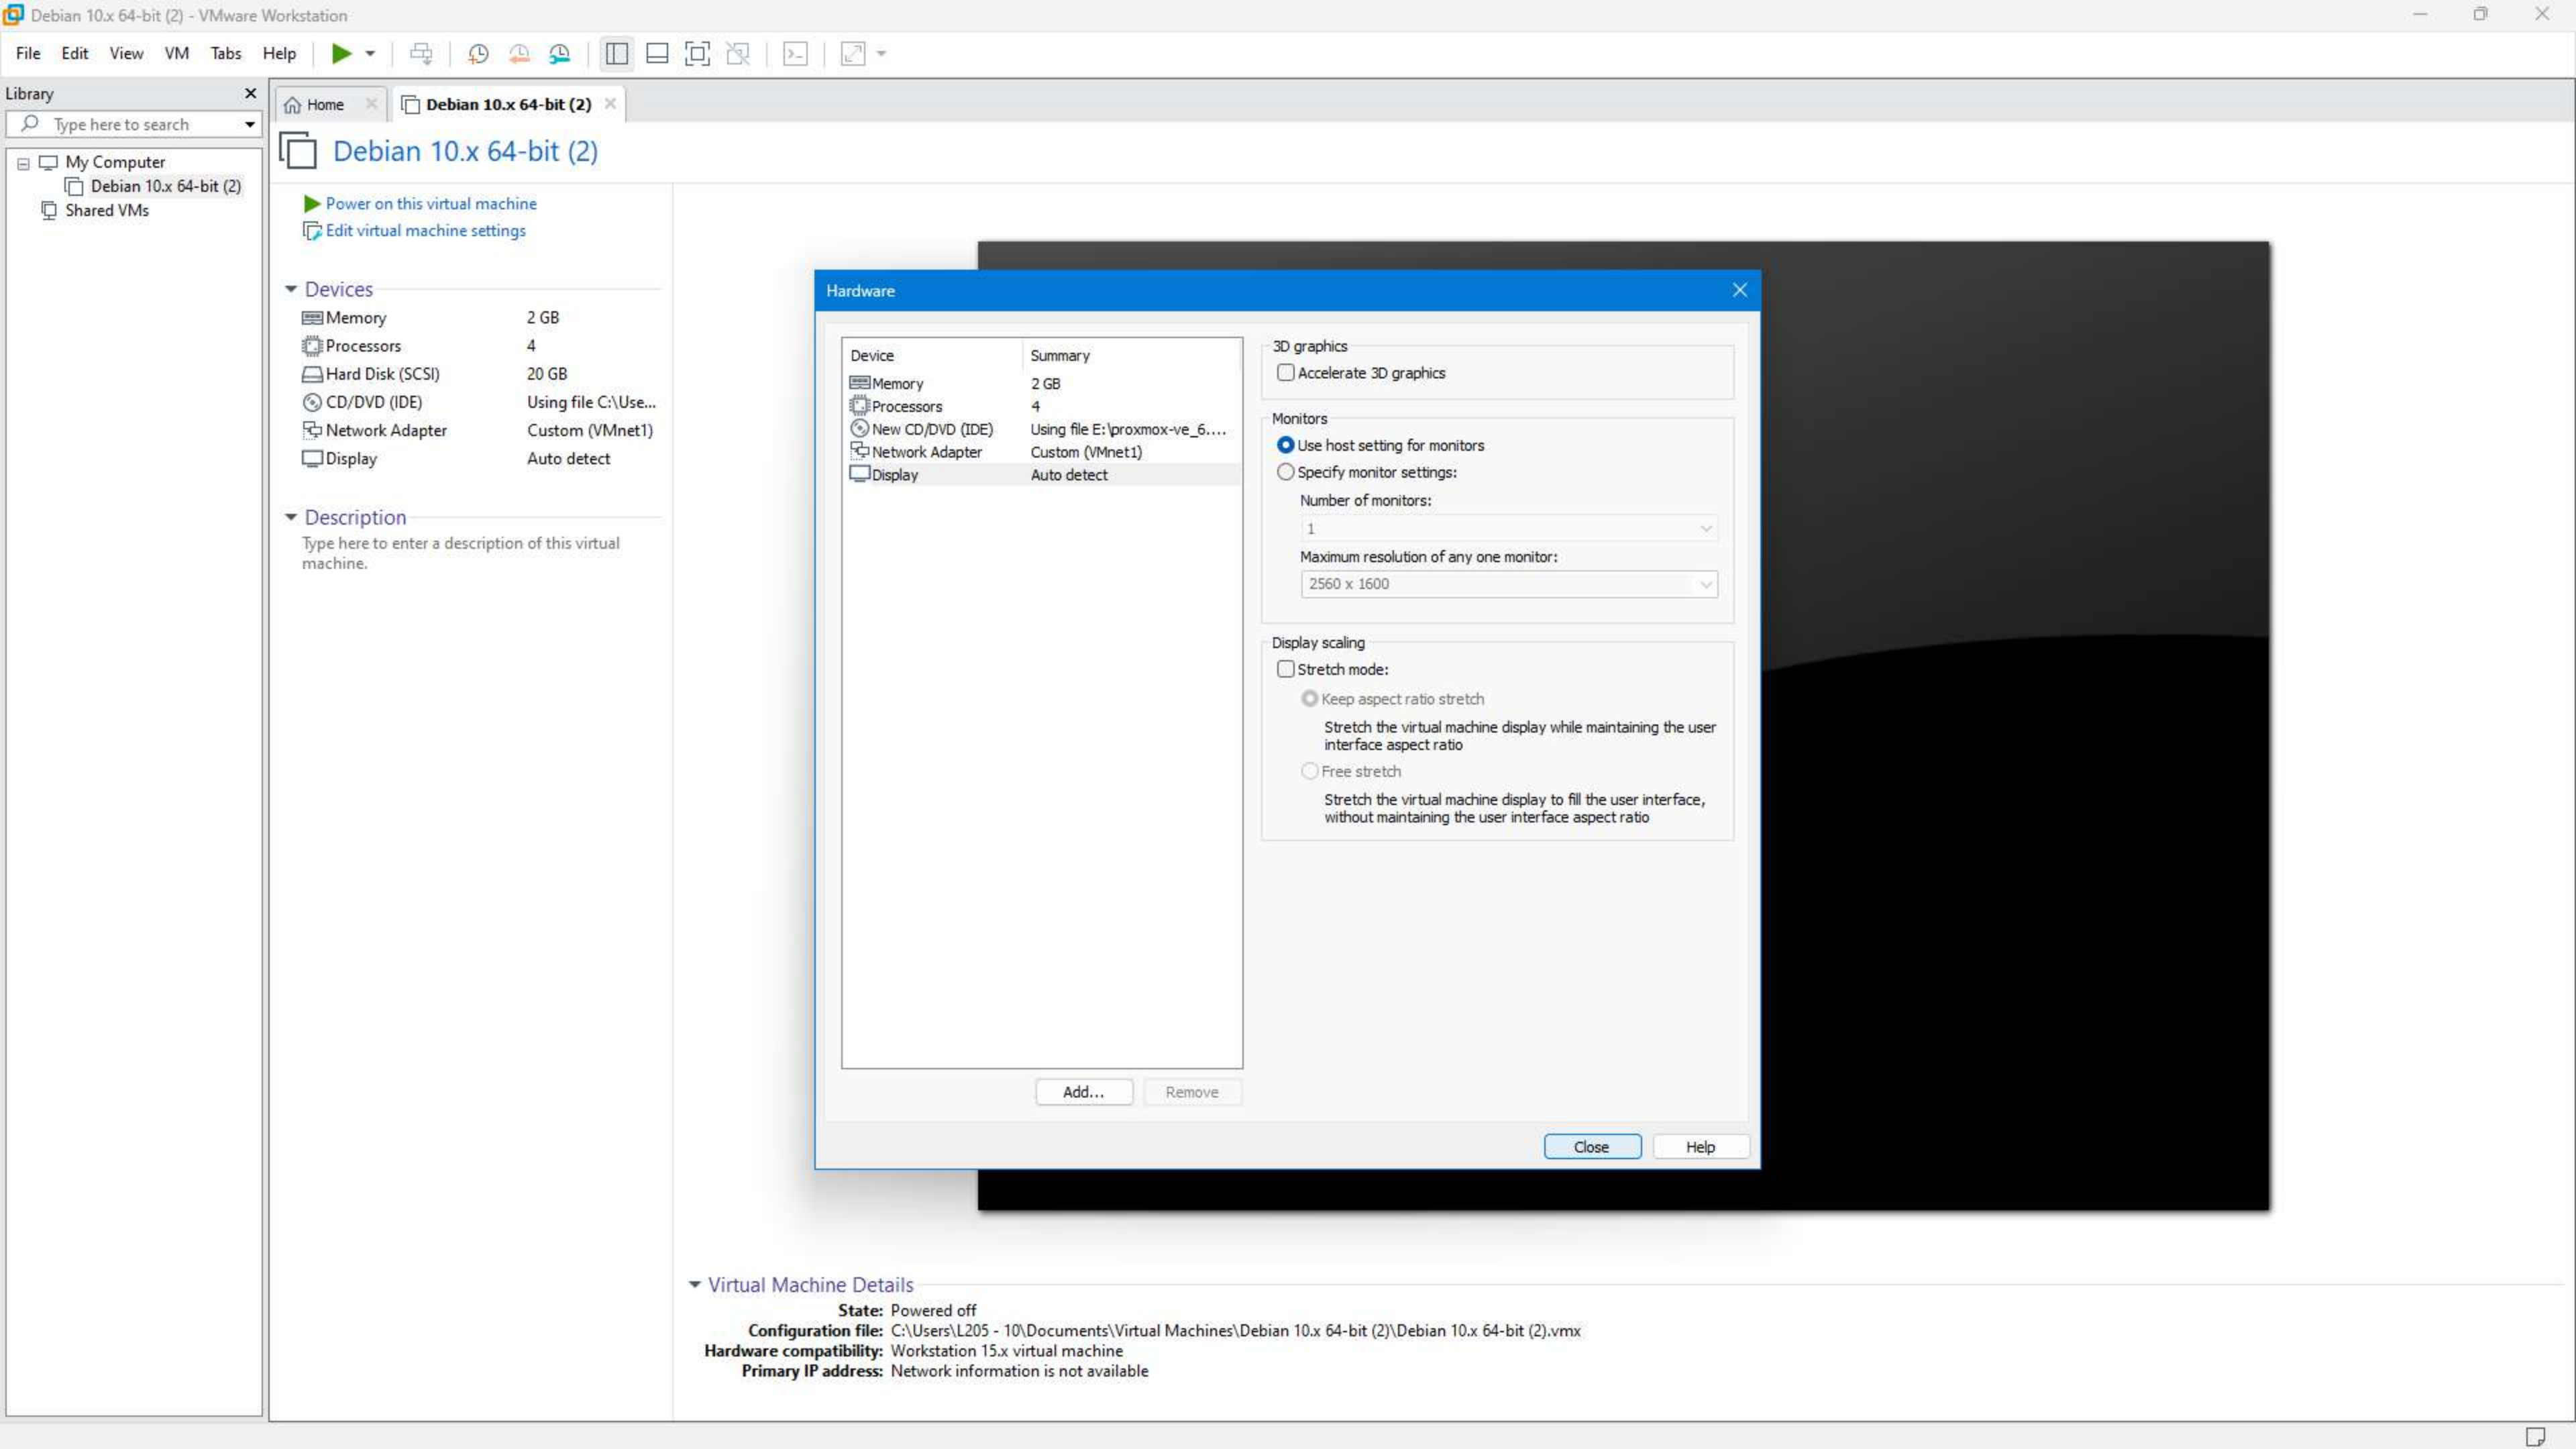 Debian 10.x 64-bit (2) - VMware Workstation
File Edit View VM Tabs Help
Library
Type here to search
My Computer
Debian 10.x 64-bit (2)
Shared VMs
Home
Debian 10.x 64-bit (2)
Debian 10.x 64-bit (2)
Power on this virtual machine
Edit virtual machine settings
Devices
Memory 2 GB
Processors 4
Hard Disk (SCSI) 20 GB
CD/DVD (IDE) Using file C:\Use...
Network Adapter Custom (VMnet1)
Display Auto detect
Description
Type here to enter a description of this virtual
machine.
Hardware
Device Summary
Memory 2 GB
Processors 4
New CD/DVD (IDE) Using file E:\proxmox-ve_6....
Network Adapter Custom (VMnet1)
Display Auto detect
Add... Remove
3D graphics
Accelerate 3D graphics
Monitors
Use host setting for monitors
Specify monitor settings:
Number of monitors:
1
Maximum resolution of any one monitor:
2560 x 1600
Display scaling
Stretch mode:
Keep aspect ratio stretch
Stretch the virtual machine display while maintaining the user
interface aspect ratio
Free stretch
Stretch the virtual machine display to fill the user interface,
without maintaining the user interface aspect ratio
Close Help
Virtual Machine Details
State: Powered off
Configuration file: C:\Users\L205 - 10\Documents\Virtual Machines\Debian 10.x 64-bit (2)\Debian 10.x 64-bit (2).vmx
Hardware compatibility: Workstation 15.x virtual machine
Primary IP address: Network information is not available